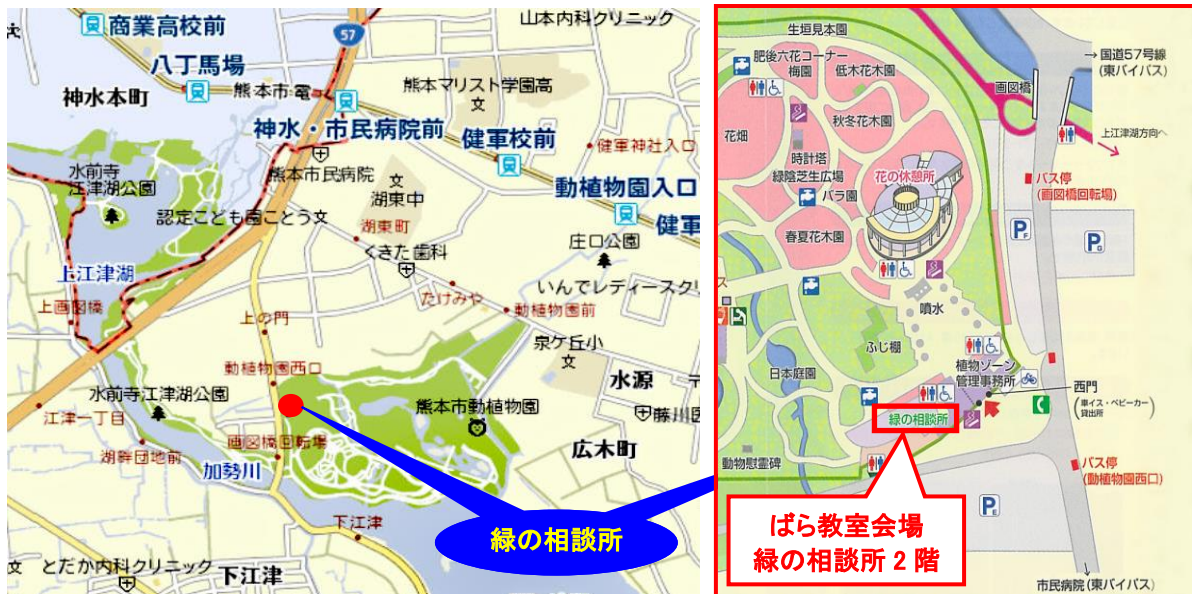 商業高校前
八丁馬場
熊本市電
神水本町
57
山本内科クリニック
熊本マリスト学園高
文
神水・市民病院前
健軍校前
熊本市民病院
健軍神社入口
動植物園入口
健軍
水前寺
江津湖公園
認定こども園ことう
文
文
湖東中
湖東町
くきた歯科
庄口公園
上江津湖
上画図橋
たけみや
いんでレディースクリ
動植物園前
上の門
泉ケ丘小
文
動植物園西口
水前寺江津湖公園
水源
江津一丁目
熊本市動植物園
藤川医
湖畔団地前
画図橋回転場
広木町
加勢川
下江津
緑の相談所
文
とだか内科クリニック
下江津
生垣見本園
国道57号線
(東バイパス)
肥後六花コーナー
梅園
低木花木園
画図橋
花畑
秋冬花木園
上江津湖方向へ
時計塔
緑陰芝生広場
花の休憩所
バス停
(画図橋回転場)
バラ園
春夏花木園
PF
PG
ス
噴水
ふじ棚
日本庭園
植物ゾーン
管理事務所
西門
(車イス・ベビーカー
貸出所)
緑の相談所
動物慰霊碑
バス停
(動植物園西口)
PE
ばら教室会場
緑の相談所 2 階
市民病院(東バイパス)